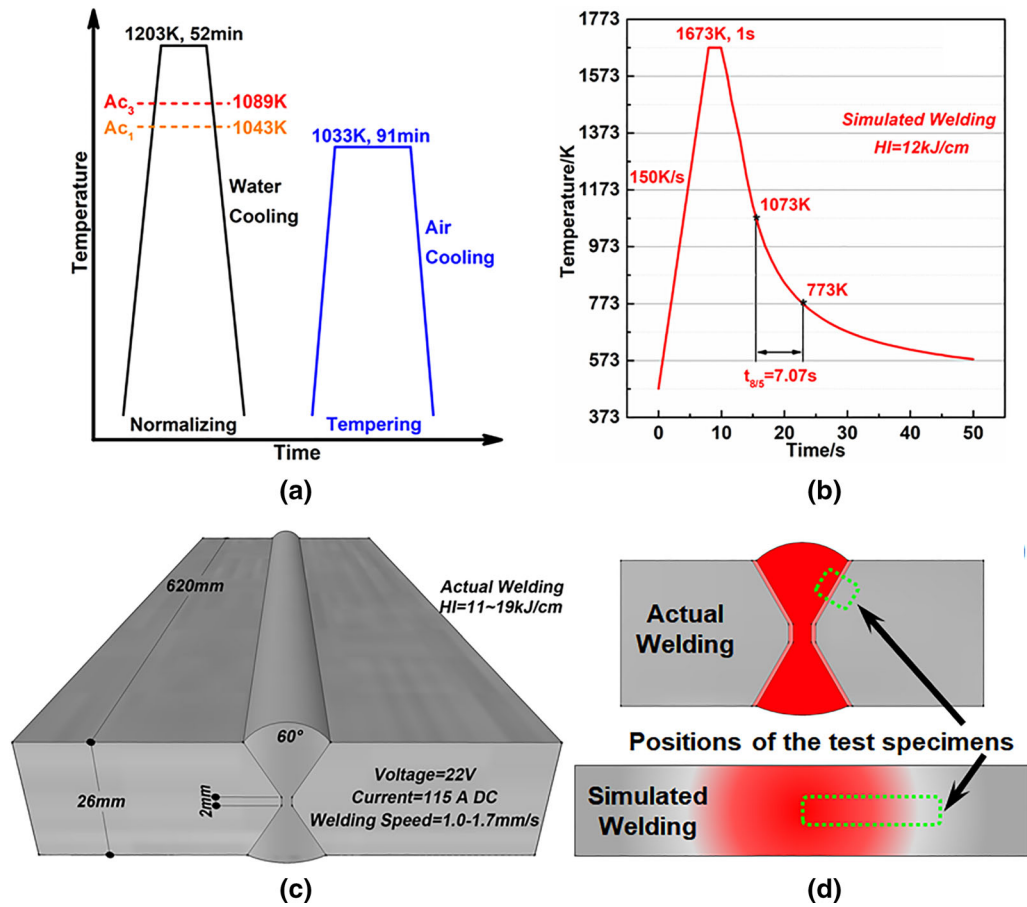 1203K, 52min
Ac3
1089K
Ac1
1043K
1033K, 91min
Water
Cooling
Air
Cooling
Normalizing
Tempering
Temperature
Time
(a)
1773
1673K, 1s
1573
Simulated Welding
HI=12kJ/cm
1373
150K/s
1173
1073K
973
773K
773
573
t8/5=7.07s
373
0
10
20
30
40
50
Temperature/K
Time/s
(b)
620mm
Actual Welding
HI=11~19kJ/cm
60°
26mm
2mm
Voltage=22V
Current=115 A DC
Welding Speed=1.0-1.7mm/s
(c)
Actual
Welding
Positions of the test specimens
Simulated
Welding
(d)